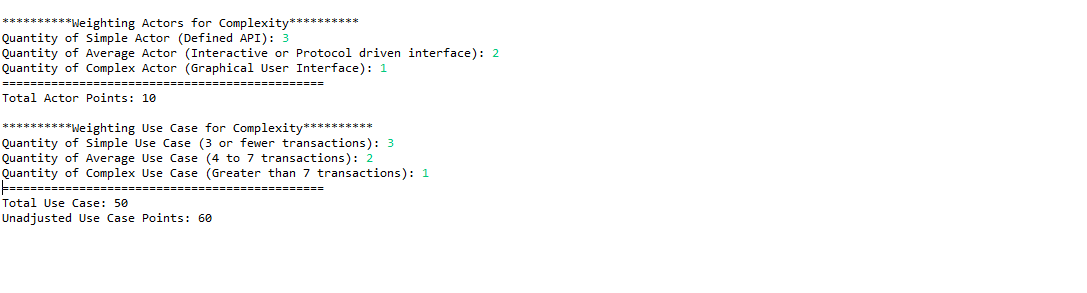 **********Weighting Actors for Complexity**********
Quantity of Simple Actor (Defined API): 3
Quantity of Average Actor (Interactive or Protocol driven interface): 2
Quantity of Complex Actor (Graphical User Interface): 1
==============================================
Total Actor Points: 10
**********Weighting Use Case for Complexity**********
Quantity of Simple Use Case (3 or fewer transactions): 3
Quantity of Average Use Case (4 to 7 transactions): 2
Quantity of Complex Use Case (Greater than 7 transactions): 1
==============================================
Total Use Case: 50
Unadjusted Use Case Points: 60